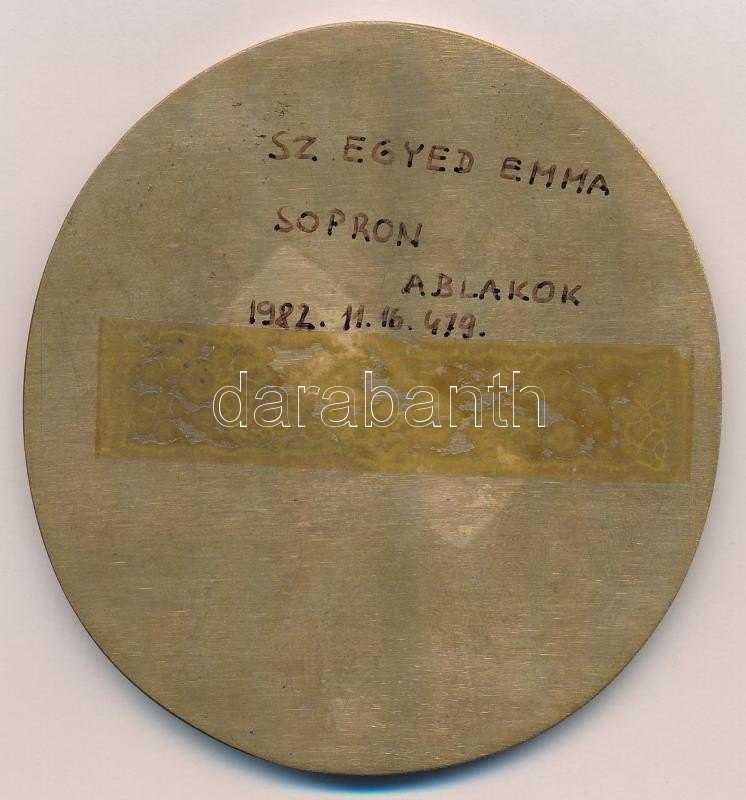 SZ. EGYED EMMA
SOPRON
ABLAKOK
1982. 11.16. 479.
darabanth